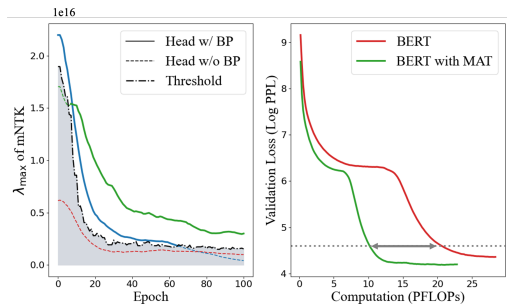 1e16
2.0
1.5
1.0
0.5
0.0
λmax of mNTK
Head w/ BP
Head w/o BP
Threshold
0 20 40 60 80 100
Epoch
9
8
7
6
5
4
Validation Loss (Log PPL)
BERT
BERT with MAT
0 5 10 15 20 25
Computation (PFLOPs)